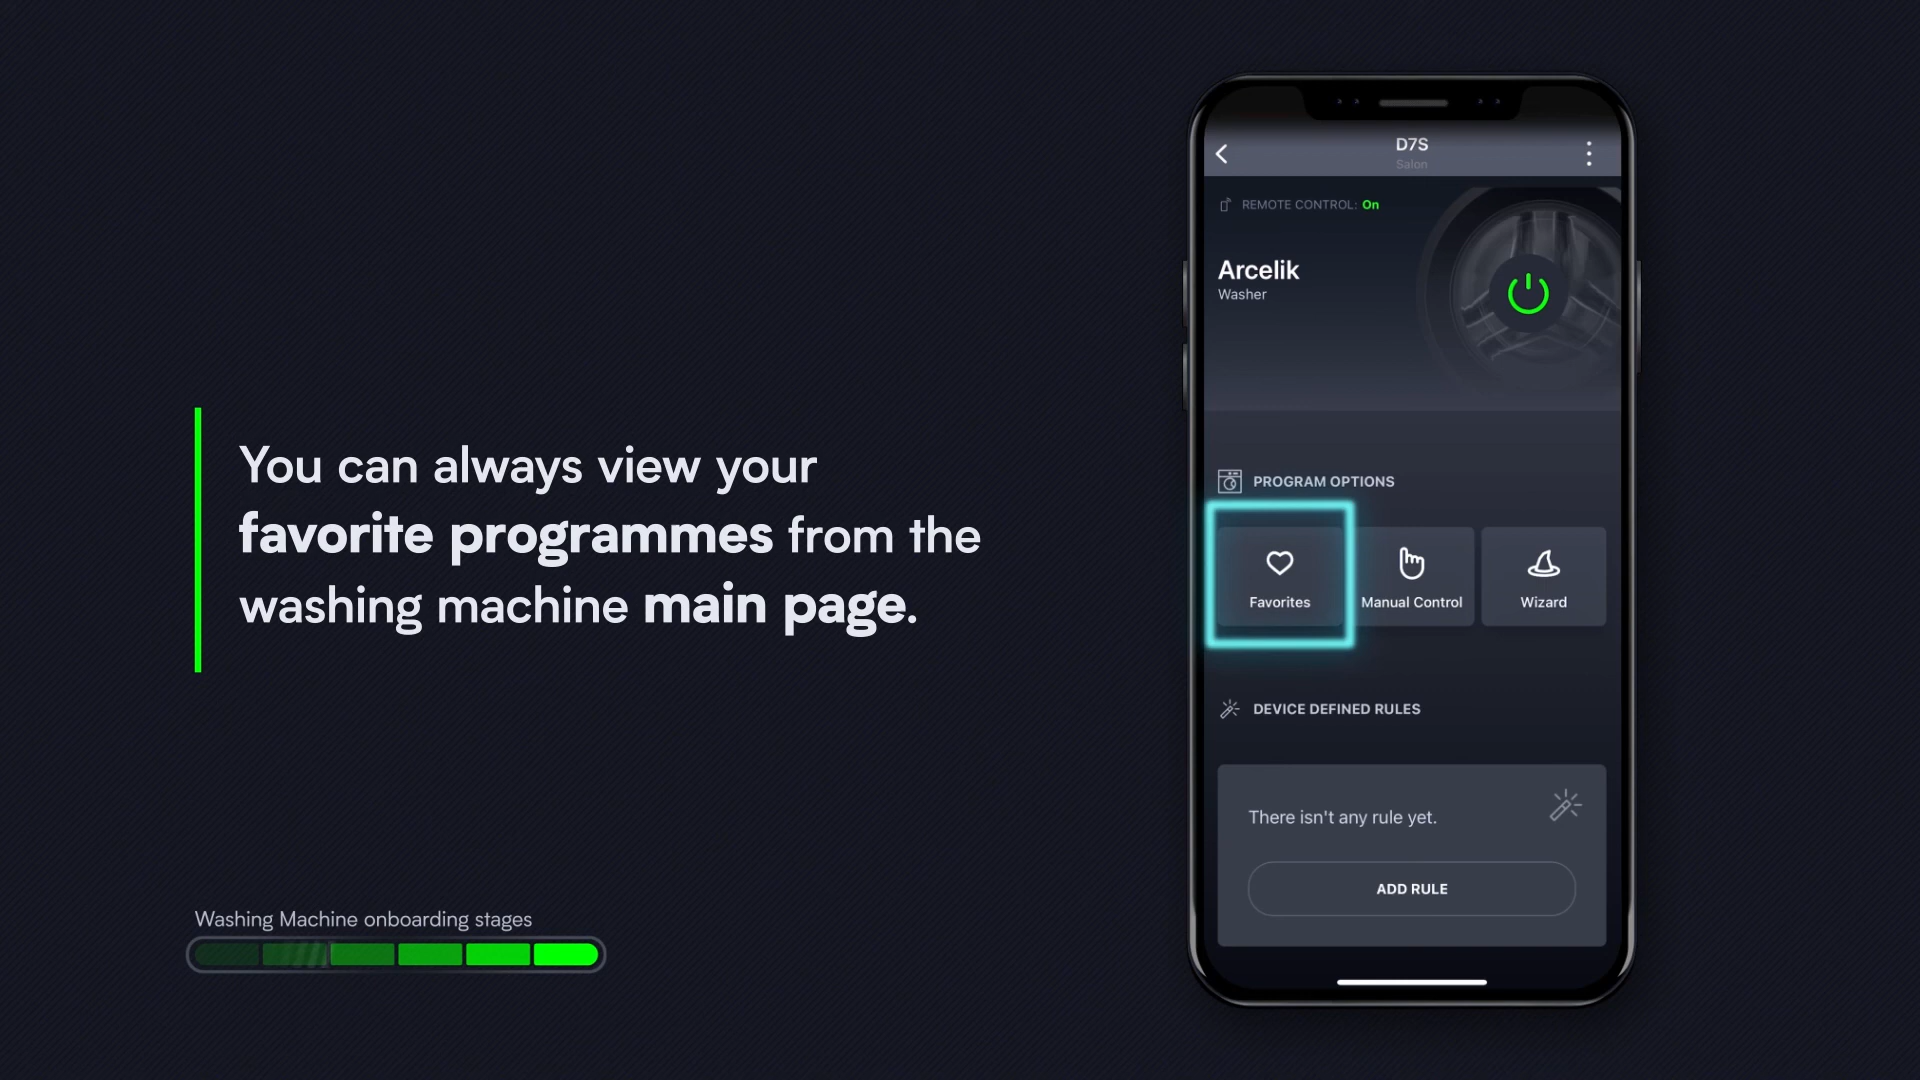 You can always view your
favorite programmes from the
washing machine main page.
Washing Machine onboarding stages
D7S
Salon
REMOTE CONTROL: On
Arcelik
Washer
PROGRAM OPTIONS
Favorites
Manual Control
Wizard
DEVICE DEFINED RULES
There isn't any rule yet.
ADD RULE